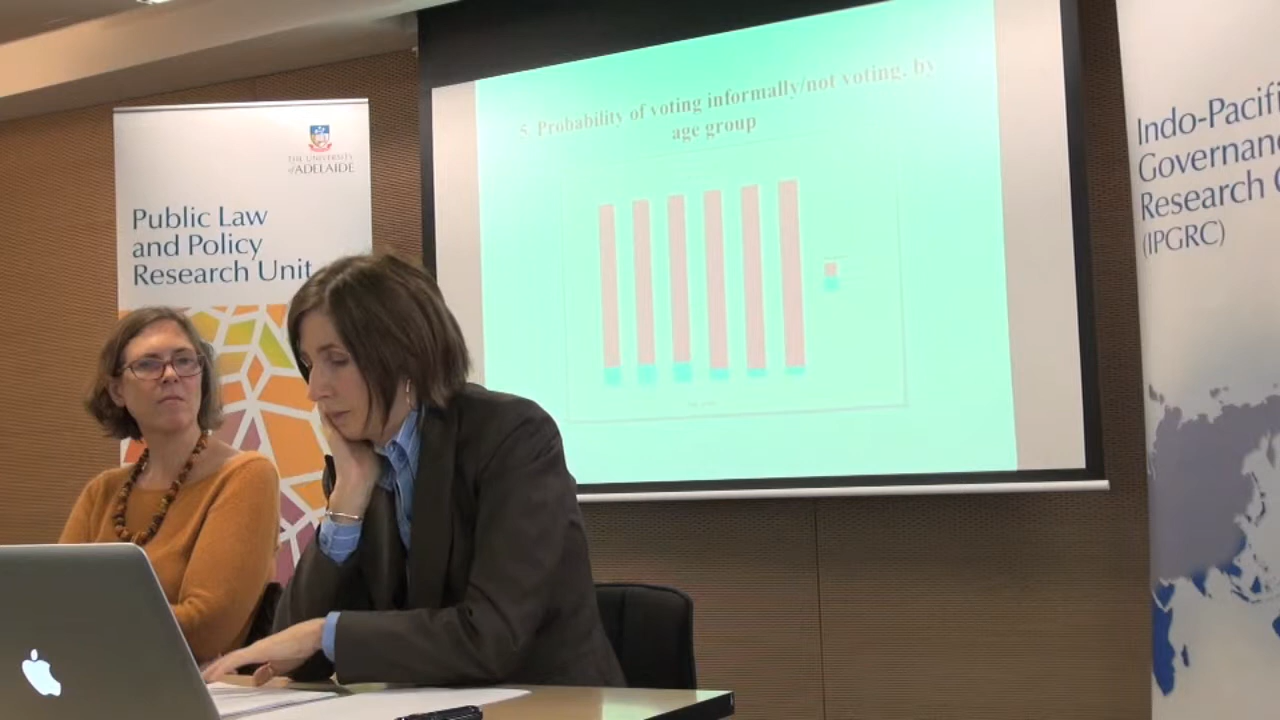 THE UNIVERSITY
of ADELAIDE
Public Law
and Policy
Research Unit
5. Probability of voting informally/not voting, by
age group
Indo-Pacifi
Governan
Research C
(IPGRC)